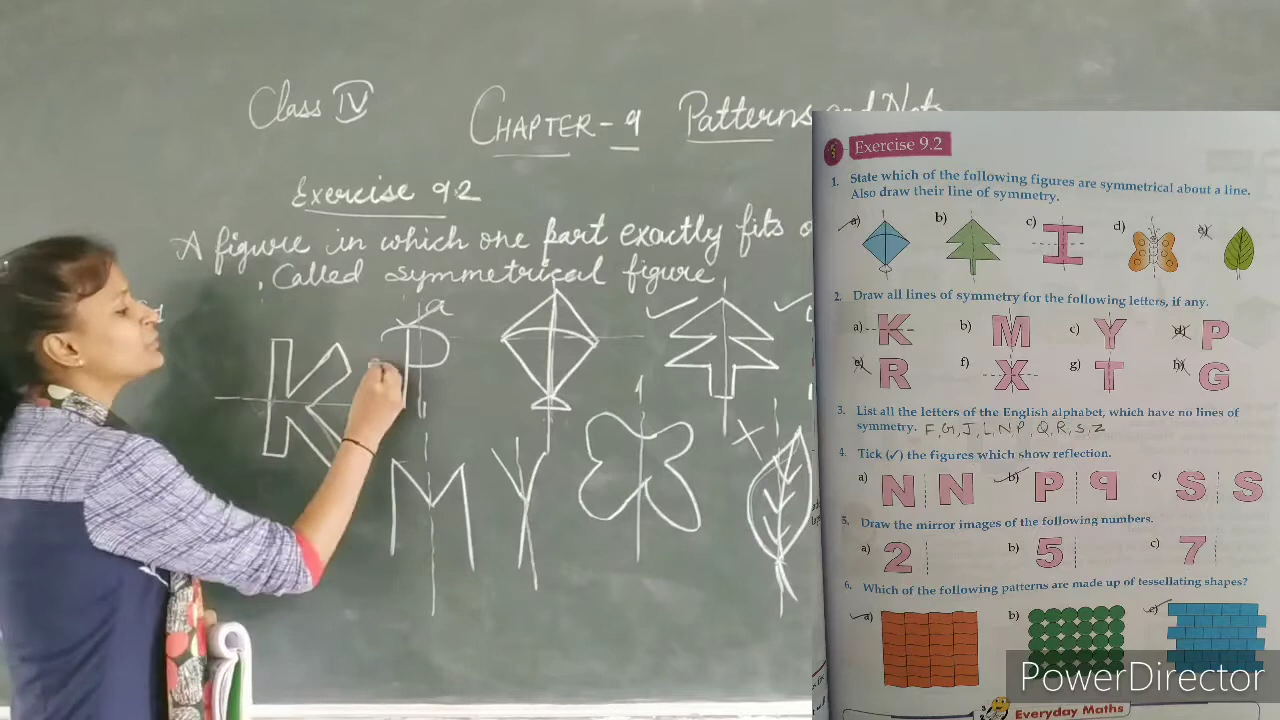 Class IV
CHAPTER-9 Patterns and Nets
Exercise 9.2
A figure in which one part exactly fits
called symmetrical figure
a
K P
M Y
Exercise 9.2
1. State which of the following figures are symmetrical about a line.
Also draw their line of symmetry.
a) b) c) d) e)
2. Draw all lines of symmetry for the following letters, if any.
a) K b) M c) Y d) P
e) R f) X g) T h) G
3. List all the letters of the English alphabet, which have no lines of
symmetry. F, G, J, L, N P, Q, R, S, Z
4. Tick (✓) the figures which show reflection.
a) N N b) P q c) S S
5. Draw the mirror images of the following numbers.
a) 2 b) 5 c) 7
6. Which of the following patterns are made up of tessellating shapes?
a) b) c)
PowerDirector
Everyday Maths